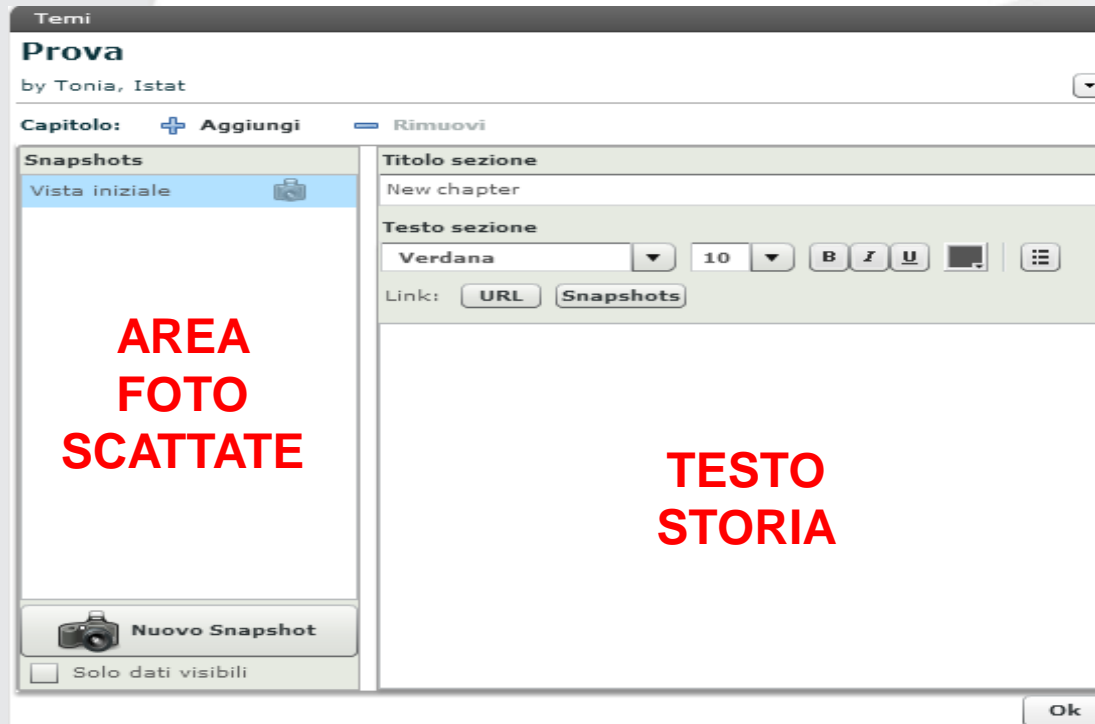 Temi
Prova
by Tonia, Istat
Capitolo: Aggiungi Rimuovi
Snapshots
Vista iniziale
AREA
FOTO
SCATTATE
Nuovo Snapshot
Solo dati visibili
Titolo sezione
New chapter
Testo sezione
Verdana 10 B I U
Link: URL Snapshots
TESTO
STORIA
Ok